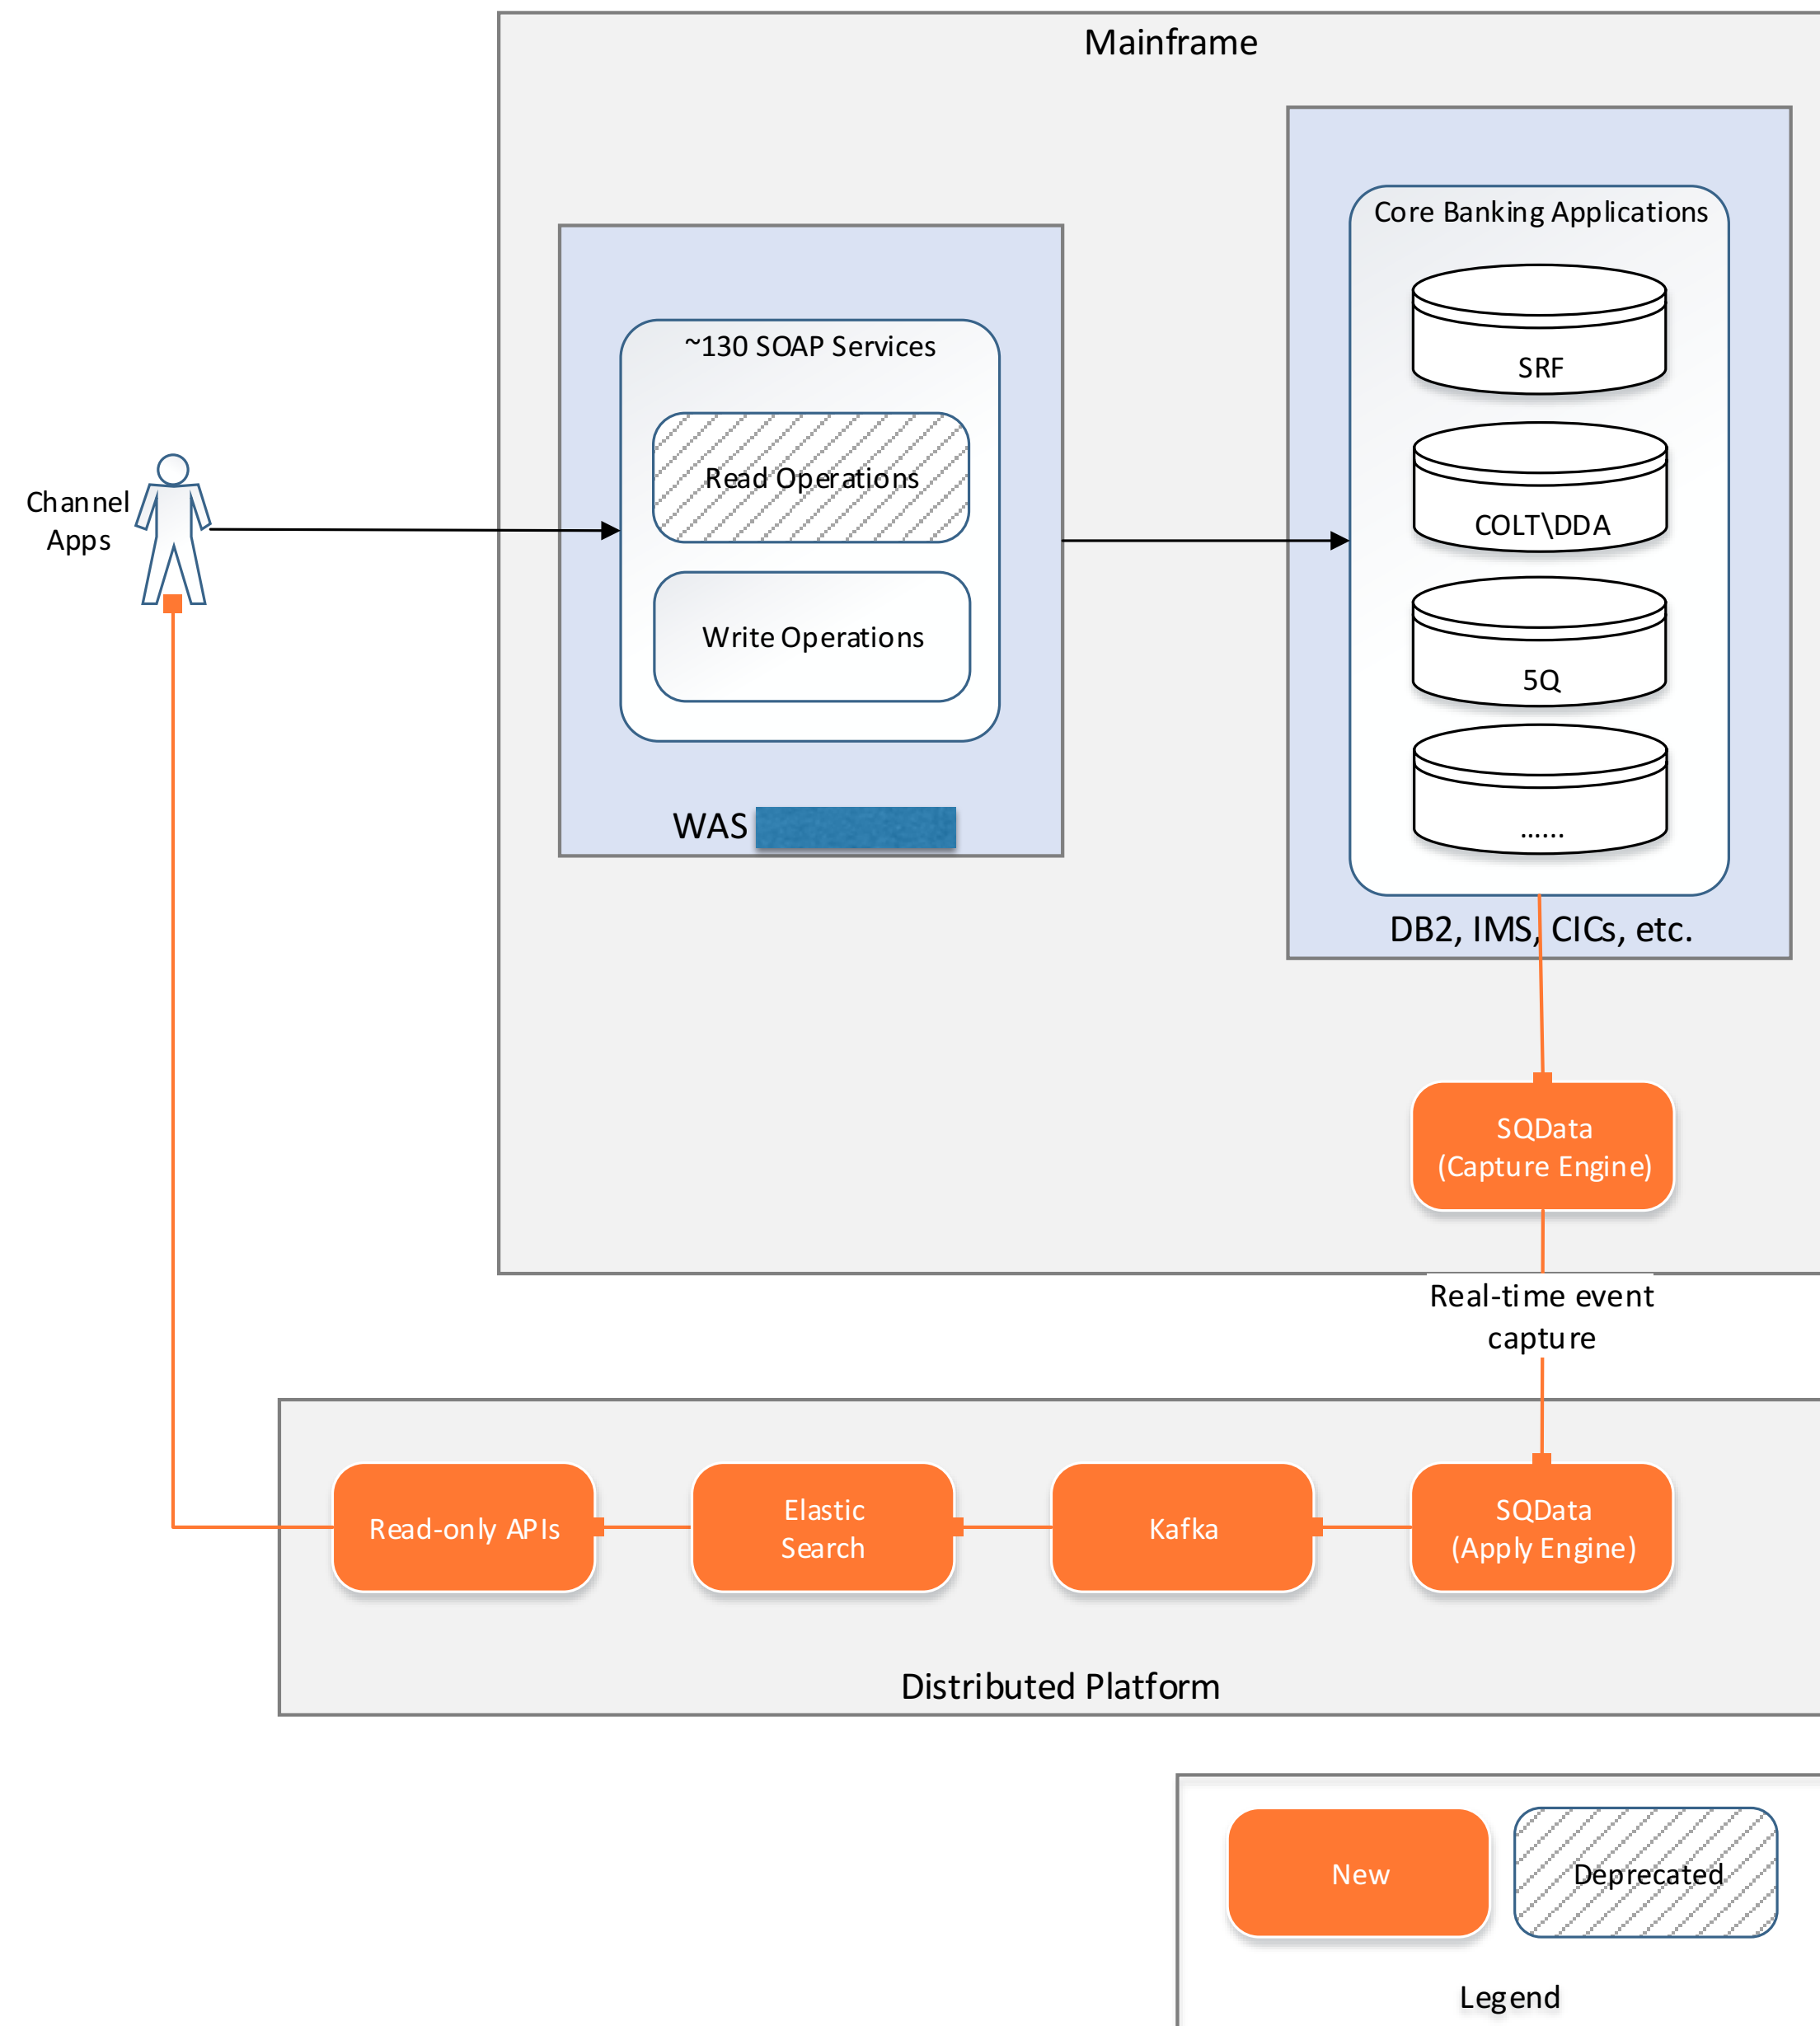 Mainframe
Core Banking Applications
SRF
COLT\DDA
5Q
......
DB2, IMS, CICs, etc.
~130 SOAP Services
Read Operations
Write Operations
WAS
Channel
Apps
SQData
(Capture Engine)
Real-time event
capture
Read-only APIs
Elastic
Search
Kafka
SQData
(Apply Engine)
Distributed Platform
New
Deprecated
Legend